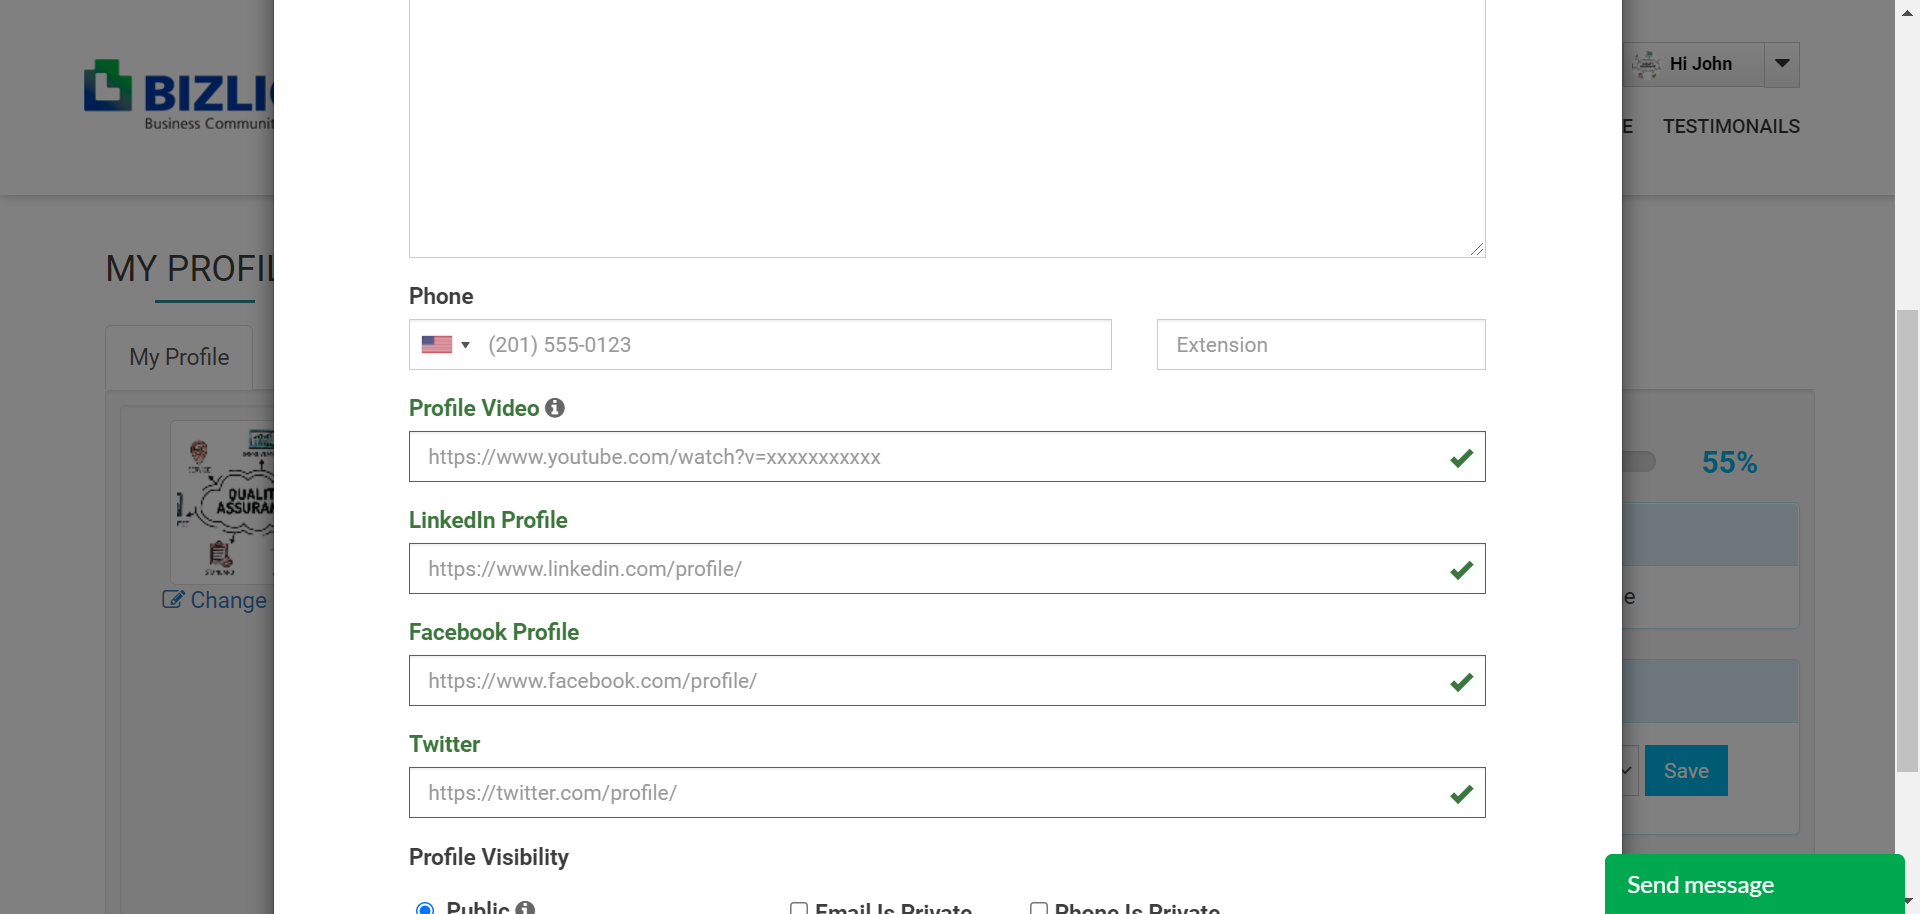 BIZLI
Business Communit
Hi John
E TESTIMONAILS
MY PROFIL
My Profile
Phone
(201) 555-0123
Extension
Profile Video
https://www.youtube.com/watch?v=xxxxxxxxxxx
55%
QUALIT
ASSURAN
LinkedIn Profile
https://www.linkedin.com/profile/
Change
e
Facebook Profile
https://www.facebook.com/profile/
Twitter
https://twitter.com/profile/
Save
Profile Visibility
Public
Email Is Private
Phone Is Private
Send message